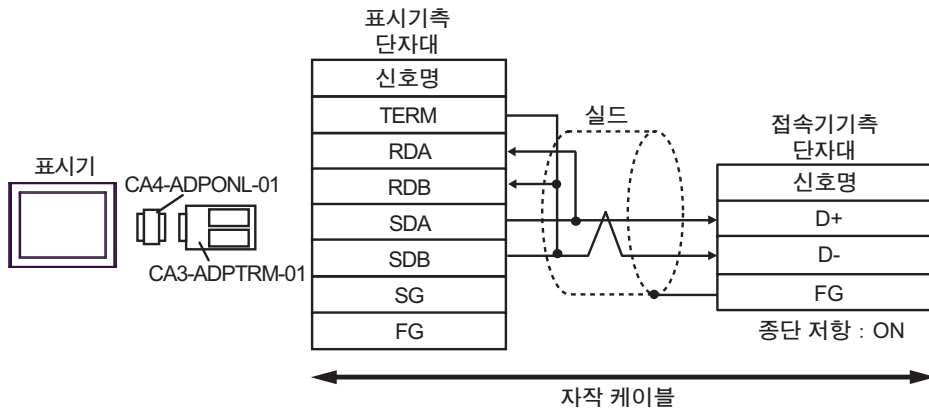 표시기
CA4-ADPONL-01
CA3-ADPTRM-01
표시기측
단자대
신호명
TERM
RDA
RDB
SDA
SDB
SG
FG
실드
접속기기측
단자대
신호명
D+
D-
FG
종단 저항 : ON
자작 케이블